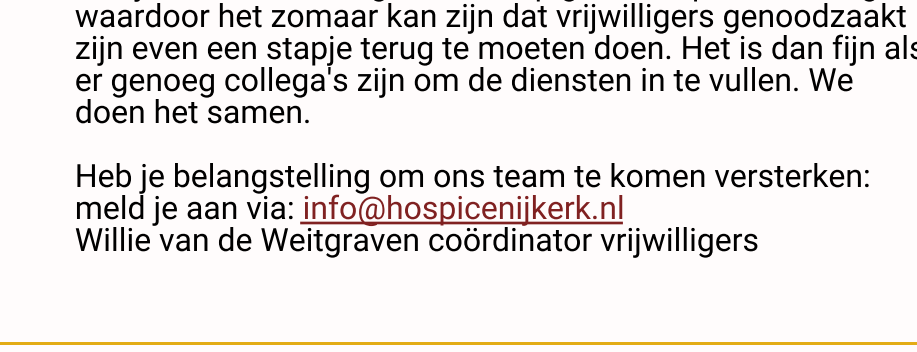 waardoor het zomaar kan zijn dat vrijwilligers genoodzaakt
zijn even een stapje terug te moeten doen. Het is dan fijn als
er genoeg collega's zijn om de diensten in te vullen. We
doen het samen.
Heb je belangstelling om ons team te komen versterken:
meld je aan via: info@hospicenijkerk.nl
Willie van de Weitgraven coördinator vrijwilligers